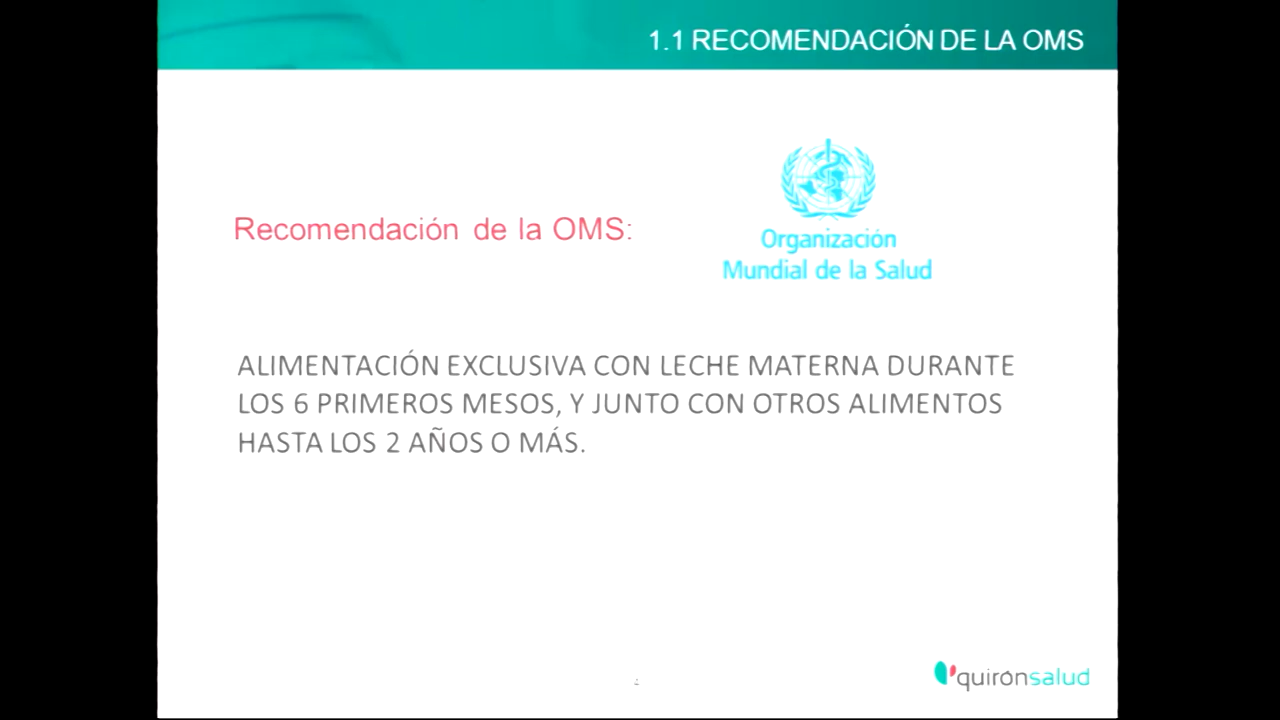 1.1 RECOMENDACIÓN DE LA OMS
Recomendación de la OMS:
Organización
Mundial de la Salud
ALIMENTACIÓN EXCLUSIVA CON LECHE MATERNA DURANTE
LOS 6 PRIMEROS MESOS, Y JUNTO CON OTROS ALIMENTOS
HASTA LOS 2 AÑOS O MÁS.
quirónsalud